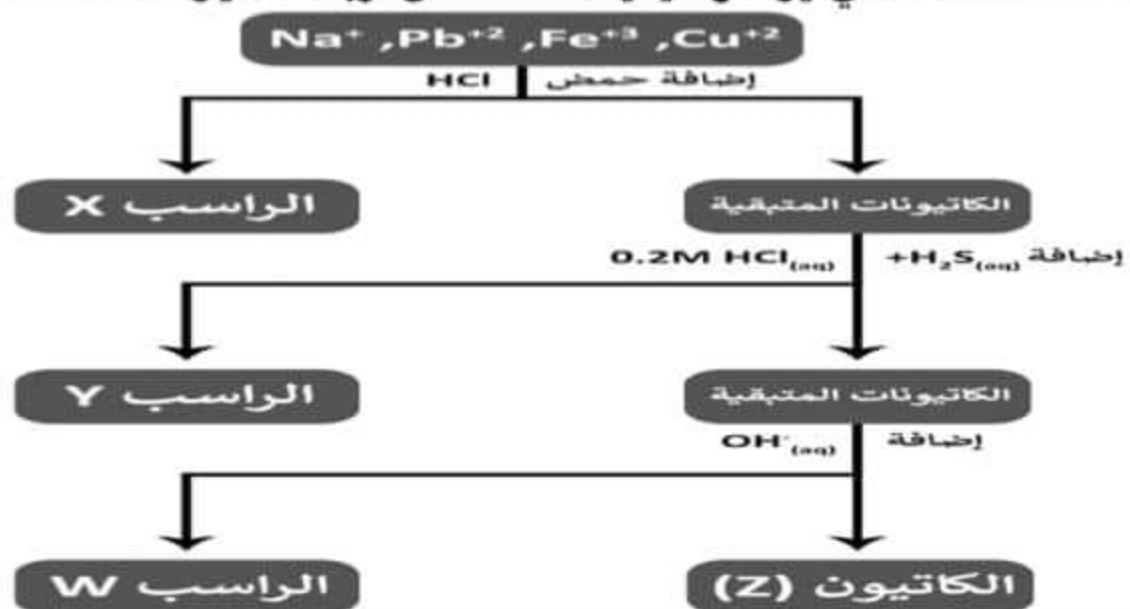 Na⁺ ,Pb⁺² ,Fe⁺³ ,Cu⁺²
إضافة حمض HCl
الراسب X
الكاتيونات المتبقية
إضافة H₂S(aq)+ 0.2M HCl(aq)
الراسب Y
الكاتيونات المتبقية
إضافة OH⁻(aq)
الراسب W
الكاتيون (Z)